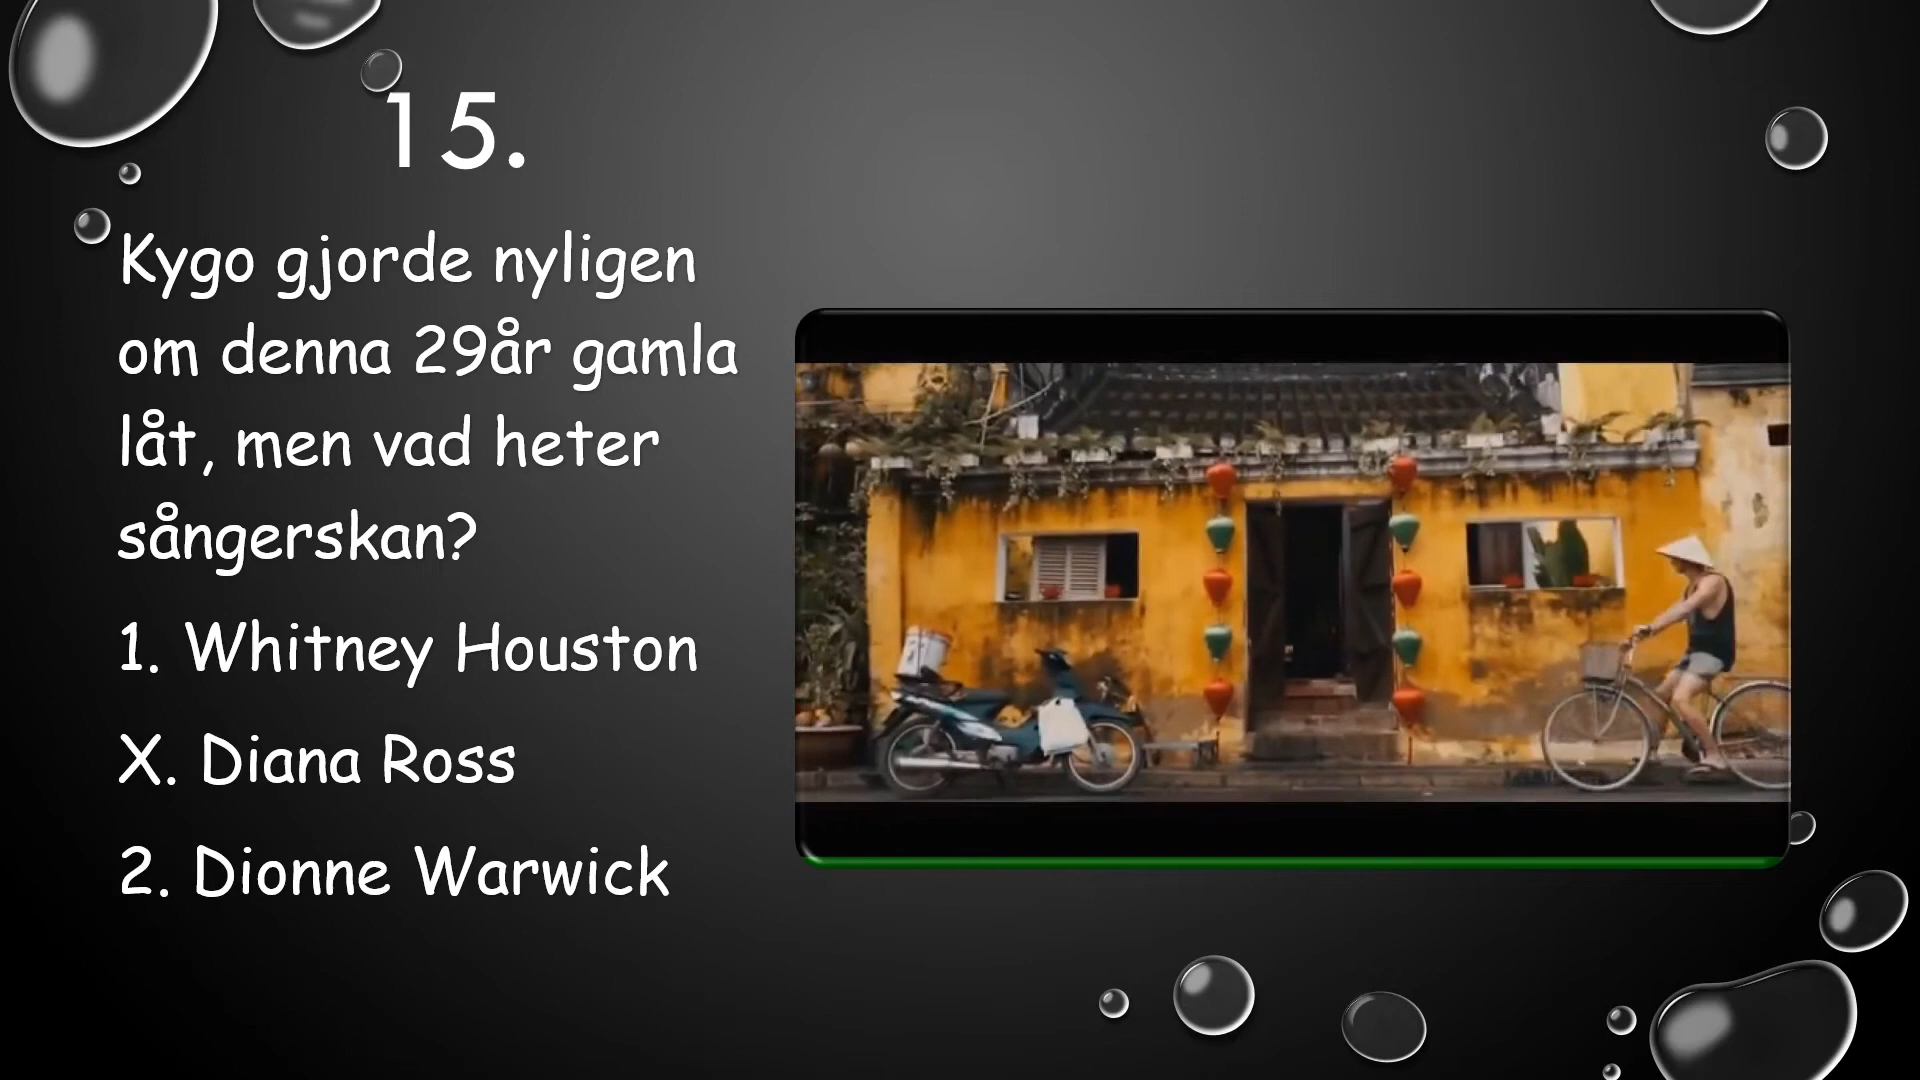 15.
Kygo gjorde nyligen
om denna 29år gamla
låt, men vad heter
sångerskan?
1. Whitney Houston
X. Diana Ross
2. Dionne Warwick